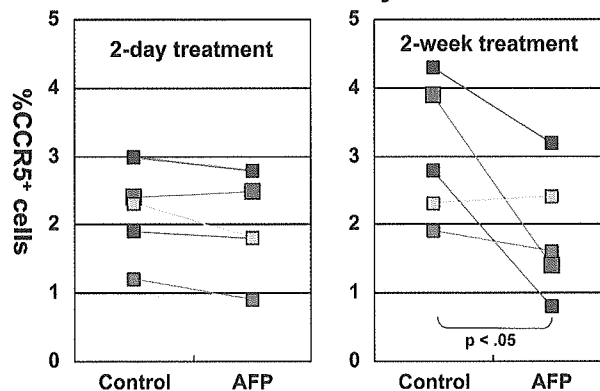 2-day treatment
2-week treatment
%CCR5+ cells
5
4
3
2
1
0
5
4
3
2
1
0
p < .05
Control
AFP
Control
AFP